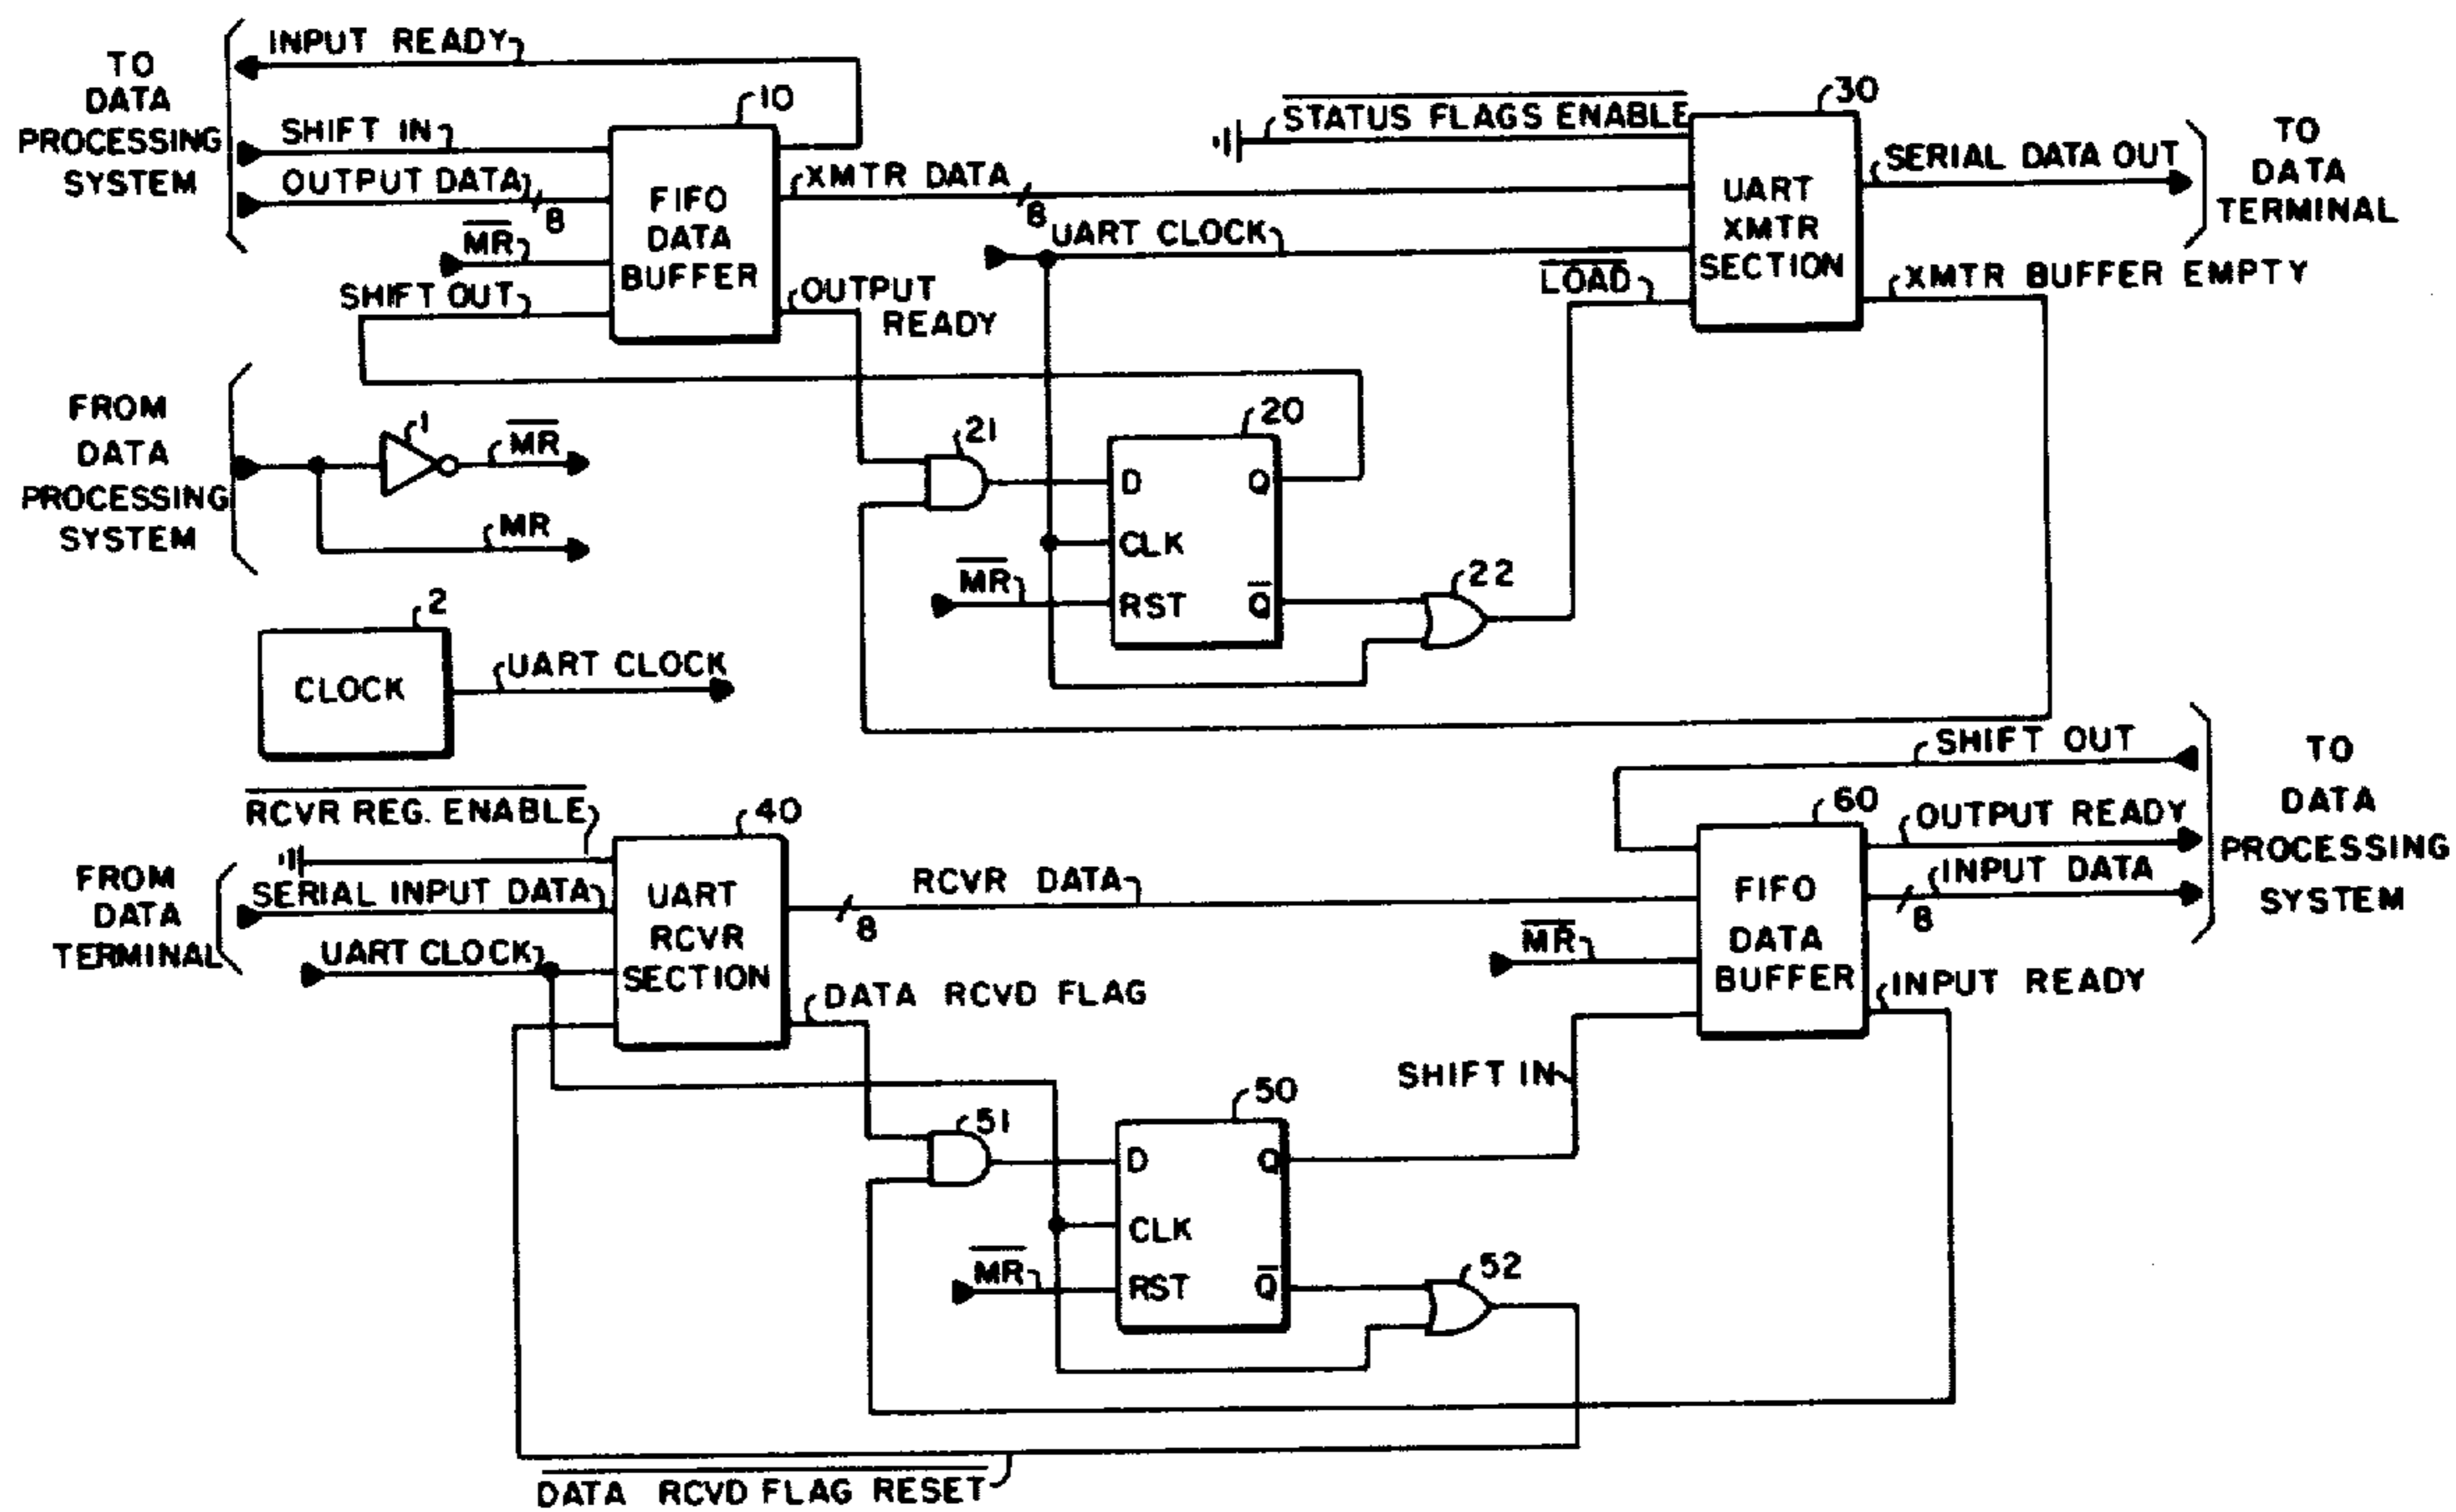 INPUT READY
TO
DATA
PROCESSING
SYSTEM
SHIFT IN
OUTPUT DATA
8
MR
SHIFT OUT
10
FIFO
DATA
BUFFER
XMTR DATA
8
OUTPUT
READY
STATUS FLAGS ENABLE
UART CLOCK
LOAD
30
UART
XMTR
SECTION
SERIAL DATA OUT
XMTR BUFFER EMPTY
TO
DATA
TERMINAL
FROM
DATA
PROCESSING
SYSTEM
1
MR
MR
21
20
D
Q
CLK
MR
RST
Q
22
2
CLOCK
UART CLOCK
RCVR REG. ENABLE
FROM
DATA
TERMINAL
SERIAL INPUT DATA
UART CLOCK
40
UART
RCVR
SECTION
RCVR DATA
8
DATA RCVD FLAG
SHIFT OUT
60
FIFO
DATA
BUFFER
MR
OUTPUT READY
INPUT DATA
8
INPUT READY
TO
DATA
PROCESSING
SYSTEM
SHIFT IN
51
50
D
Q
CLK
MR
RST
Q
52
DATA RCVD FLAG RESET